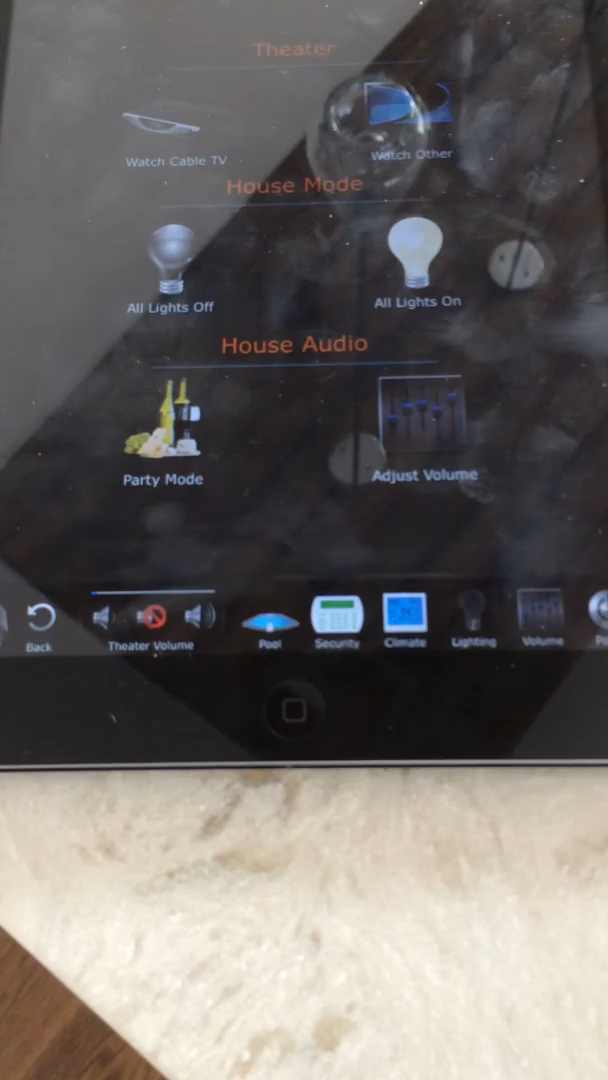 Theater
Watch Cable TV
Watch Other
House Mode
All Lights Off
All Lights On
House Audio
Party Mode
Adjust Volume
Back
Theater Volume
Pool
Security
Climate
Lighting
Volume